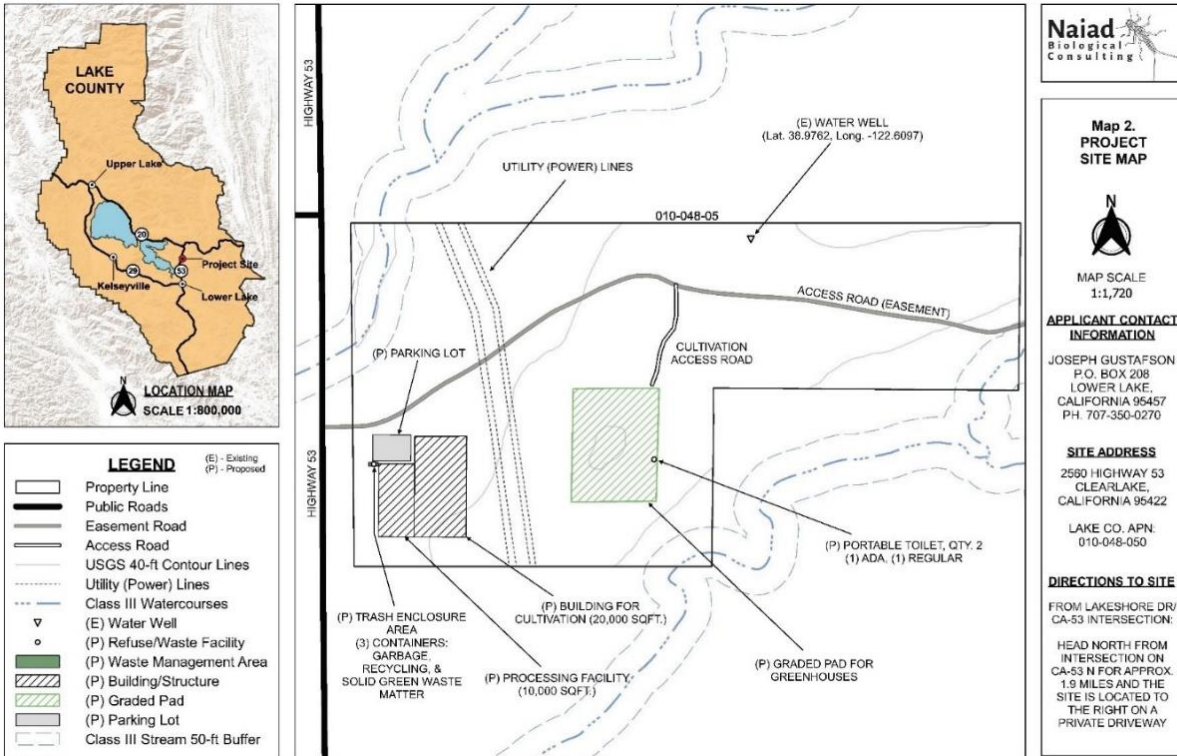 LAKE
COUNTY
Upper Lake
20
Project Site
53
29
Kelseyville
Lower Lake
N
LOCATION MAP
SCALE 1:800,000
LEGEND
(E) - Existing
(P) - Proposed
Property Line
Public Roads
Easement Road
Access Road
USGS 40-ft Contour Lines
Utility (Power) Lines
Class III Watercourses
(E) Water Well
(P) Refuse/Waste Facility
(P) Waste Management Area
(P) Building/Structure
(P) Graded Pad
(P) Parking Lot
Class III Stream 50-ft Buffer
HIGHWAY 53
(E) WATER WELL
(Lat. 38.9762, Long. -122.6097)
UTILITY (POWER) LINES
010-048-05
ACCESS ROAD (EASEMENT)
(P) PARKING LOT
CULTIVATION
ACCESS ROAD
HIGHWAY 53
(P) PORTABLE TOILET, QTY. 2
(1) ADA, (1) REGULAR
(P) TRASH ENCLOSURE
AREA
(3) CONTAINERS:
GARBAGE,
RECYCLING, &
SOLID GREEN WASTE
MATTER
(P) BUILDING FOR
CULTIVATION (20,000 SQFT.)
(P) PROCESSING FACILITY
(10,000 SQFT.)
(P) GRADED PAD FOR
GREENHOUSES
Naiad
Biological
Consulting
Map 2.
PROJECT
SITE MAP
N
MAP SCALE
1:1,720
APPLICANT CONTACT
INFORMATION
JOSEPH GUSTAFSON
P.O. BOX 208
LOWER LAKE,
CALIFORNIA 95457
PH. 707-350-0270
SITE ADDRESS
2560 HIGHWAY 53
CLEARLAKE,
CALIFORNIA 95422
LAKE CO. APN:
010-048-050
DIRECTIONS TO SITE
FROM LAKESHORE DR/
CA-53 INTERSECTION:
HEAD NORTH FROM
INTERSECTION ON
CA-53 N FOR APPROX.
1.9 MILES AND THE
SITE IS LOCATED TO
THE RIGHT ON A
PRIVATE DRIVEWAY